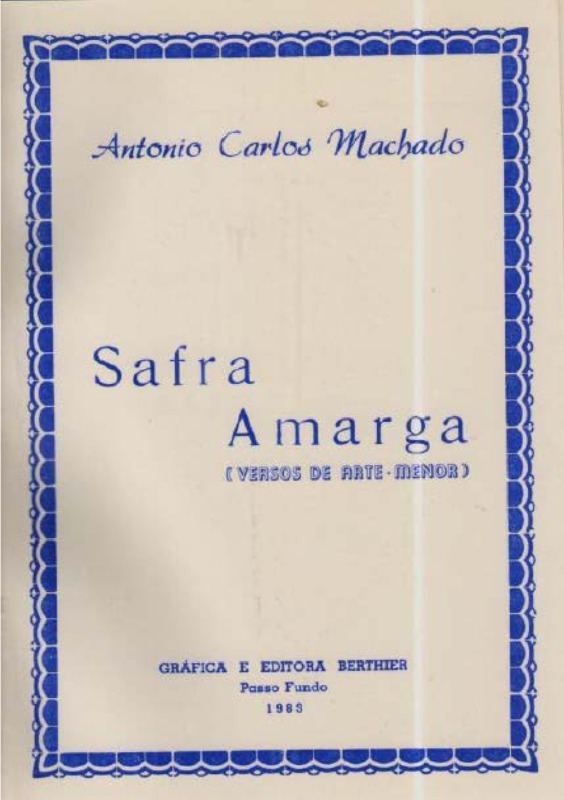 Antonio Carlos Machado
Safra
Amarga
(VERSOS DE ARTE-MENOR)
GRÁFICA E EDITORA BERTHIER
Passo Fundo
1983